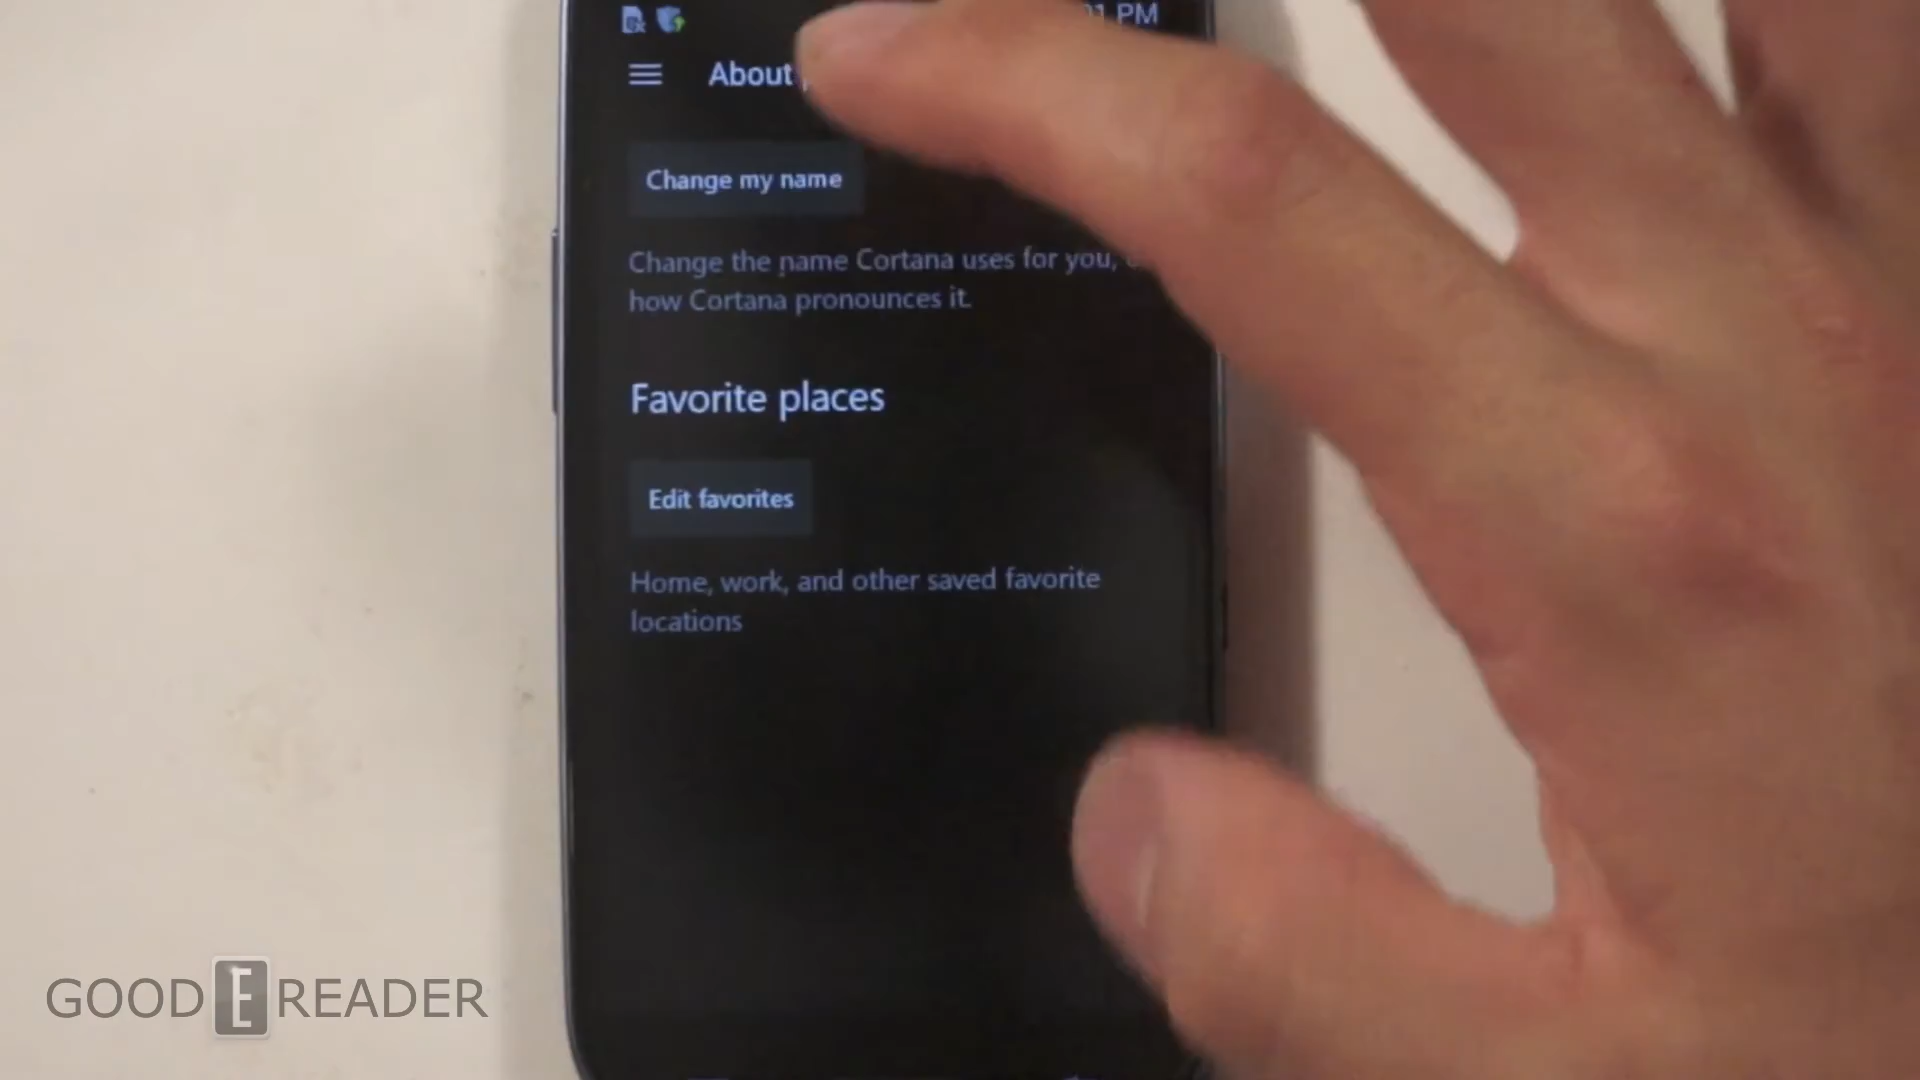 PM
About
Change my name
Change the name Cortana uses for you,
how Cortana pronounces it.
Favorite places
Edit favorites
Home, work, and other saved favorite
locations
GOOD E READER